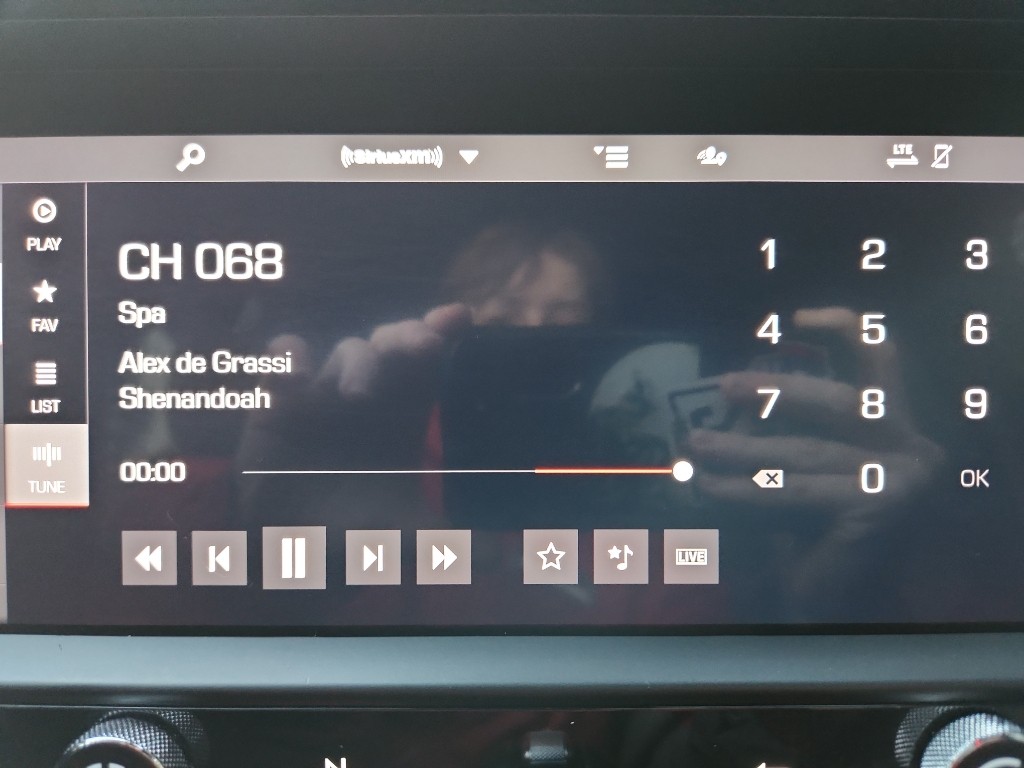 ((SiriusXM))
LTE
PLAY
FAV
LIST
TUNE
CH 068
Spa
Alex de Grassi
Shenandoah
00:00
LIVE
1 2 3
4 5 6
7 8 9
0 OK
N